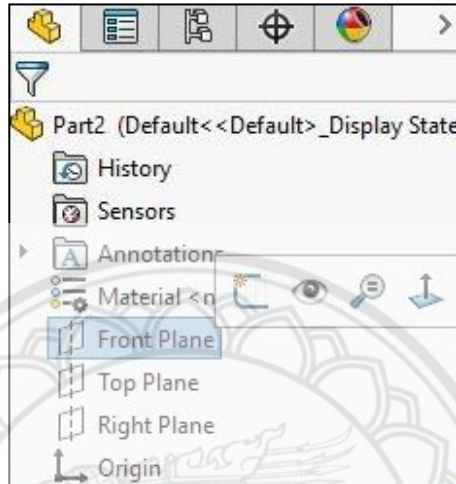 Part2 (Default<<Default>_Display State
History
Sensors
Annotations
Material <n
Front Plane
Top Plane
Right Plane
Origin